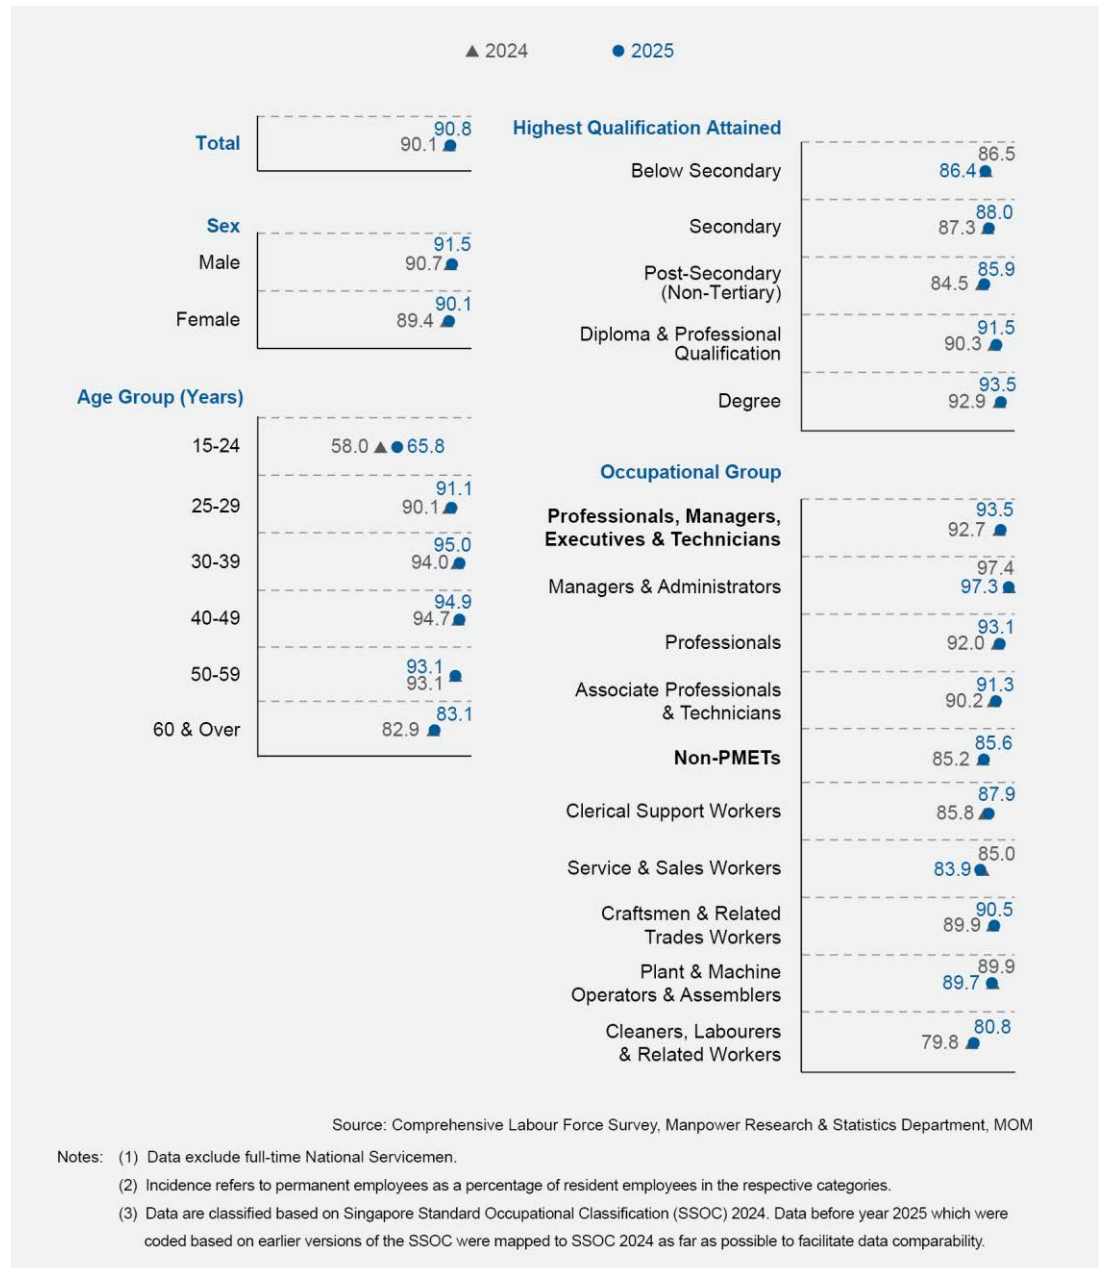 ▲ 2024 ● 2025
Total
90.8
90.1
Sex
Male
91.5
90.7
Female
90.1
89.4
Age Group (Years)
15-24
58.0 65.8
25-29
91.1
90.1
30-39
95.0
94.0
40-49
94.9
94.7
50-59
93.1
93.1
60 & Over
83.1
82.9
Highest Qualification Attained
Below Secondary
86.5
86.4
Secondary
88.0
87.3
Post-Secondary
(Non-Tertiary)
85.9
84.5
Diploma & Professional
Qualification
91.5
90.3
Degree
93.5
92.9
Occupational Group
Professionals, Managers,
Executives & Technicians
93.5
92.7
Managers & Administrators
97.4
97.3
Professionals
93.1
92.0
Associate Professionals
& Technicians
91.3
90.2
Non-PMETs
85.6
85.2
Clerical Support Workers
87.9
85.8
Service & Sales Workers
85.0
83.9
Craftsmen & Related
Trades Workers
90.5
89.9
Plant & Machine
Operators & Assemblers
89.9
89.7
Cleaners, Labourers
& Related Workers
80.8
79.8
Source: Comprehensive Labour Force Survey, Manpower Research & Statistics Department, MOM
Notes: (1) Data exclude full-time National Servicemen.
(2) Incidence refers to permanent employees as a percentage of resident employees in the respective categories.
(3) Data are classified based on Singapore Standard Occupational Classification (SSOC) 2024. Data before year 2025 which were
coded based on earlier versions of the SSOC were mapped to SSOC 2024 as far as possible to facilitate data comparability.